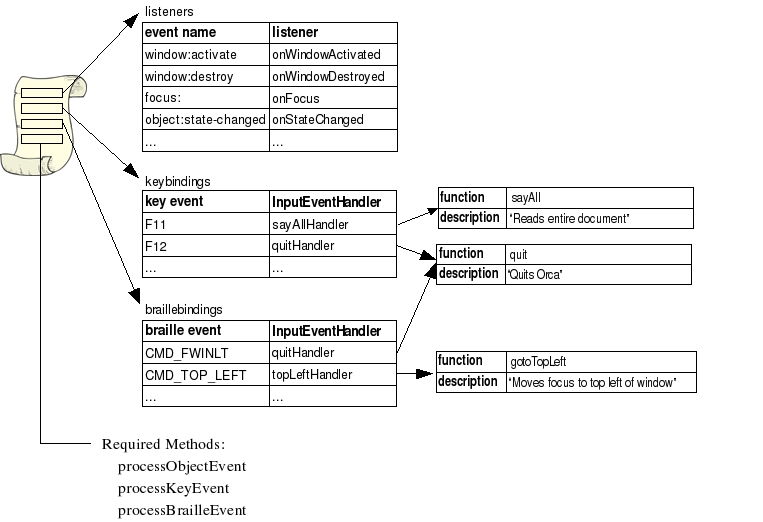 listeners
event name listener
window:activate onWindowActivated
window:destroy onWindowDestroyed
focus: onFocus
object:state-changed onStateChanged
... ...
keybindings
key event InputEventHandler
F11 sayAllHandler
F12 quitHandler
... ...
function sayAll
description "Reads entire document"
function quit
description "Quits Orca"
braillebindings
braille event InputEventHandler
CMD_FWINLT quitHandler
CMD_TOP_LEFT topLeftHandler
... ...
function gotoTopLeft
description "Moves focus to top left of window"
Required Methods:
processObjectEvent
processKeyEvent
processBrailleEvent